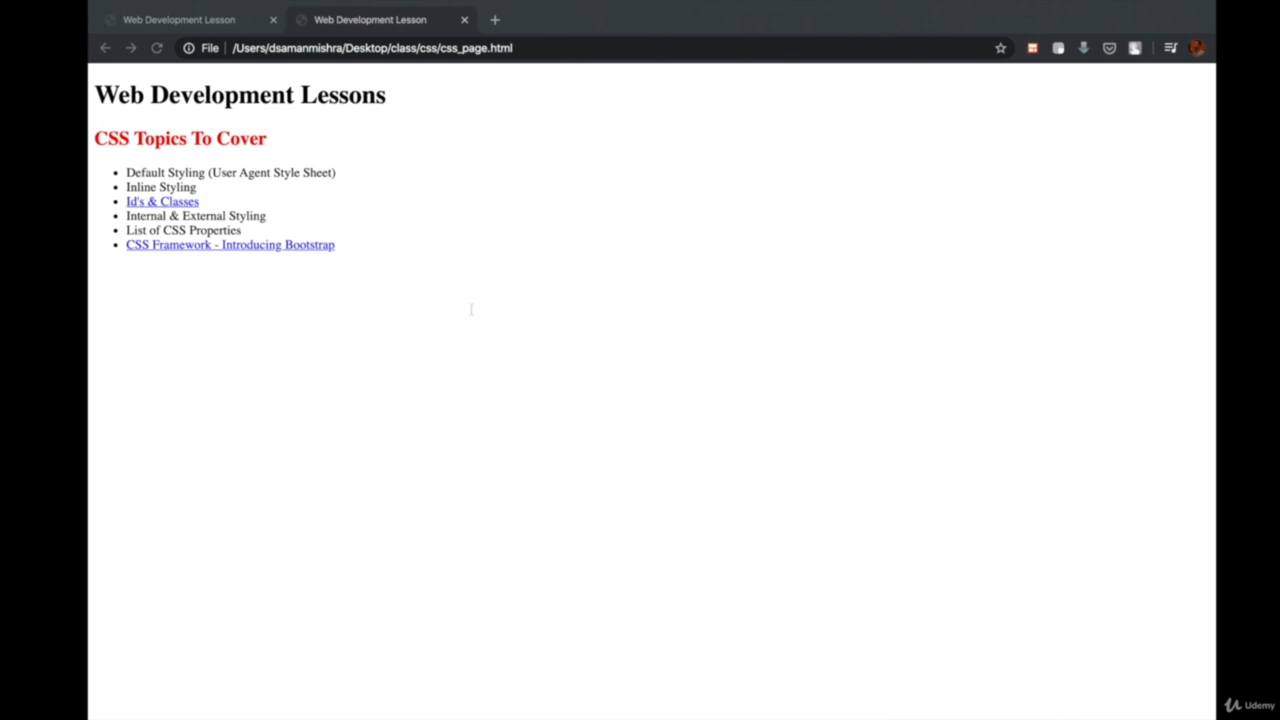 Web Development Lesson
Web Development Lesson
File /Users/dsamanmishra/Desktop/class/css/css_page.html
Web Development Lessons
CSS Topics To Cover
Default Styling (User Agent Style Sheet)
Inline Styling
Id's & Classes
Internal & External Styling
List of CSS Properties
CSS Framework - Introducing Bootstrap
Udemy